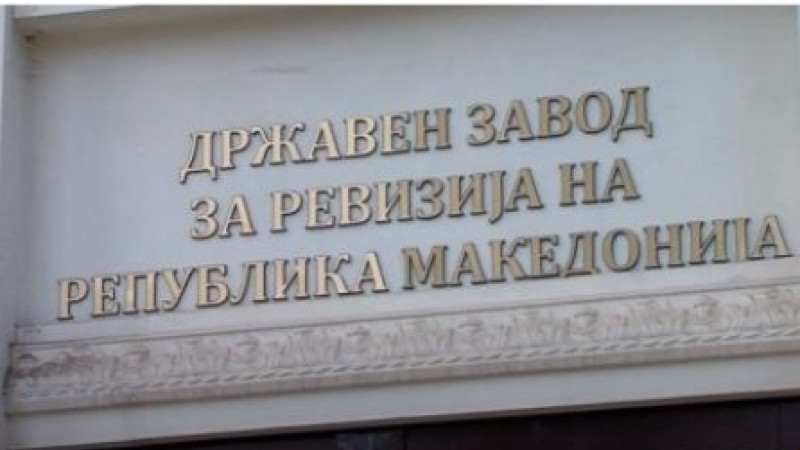 ДРЖАВЕН ЗАВОД
ЗА РЕВИЗИЈА НА
РЕПУБЛИКА МАКЕДОНИЈА